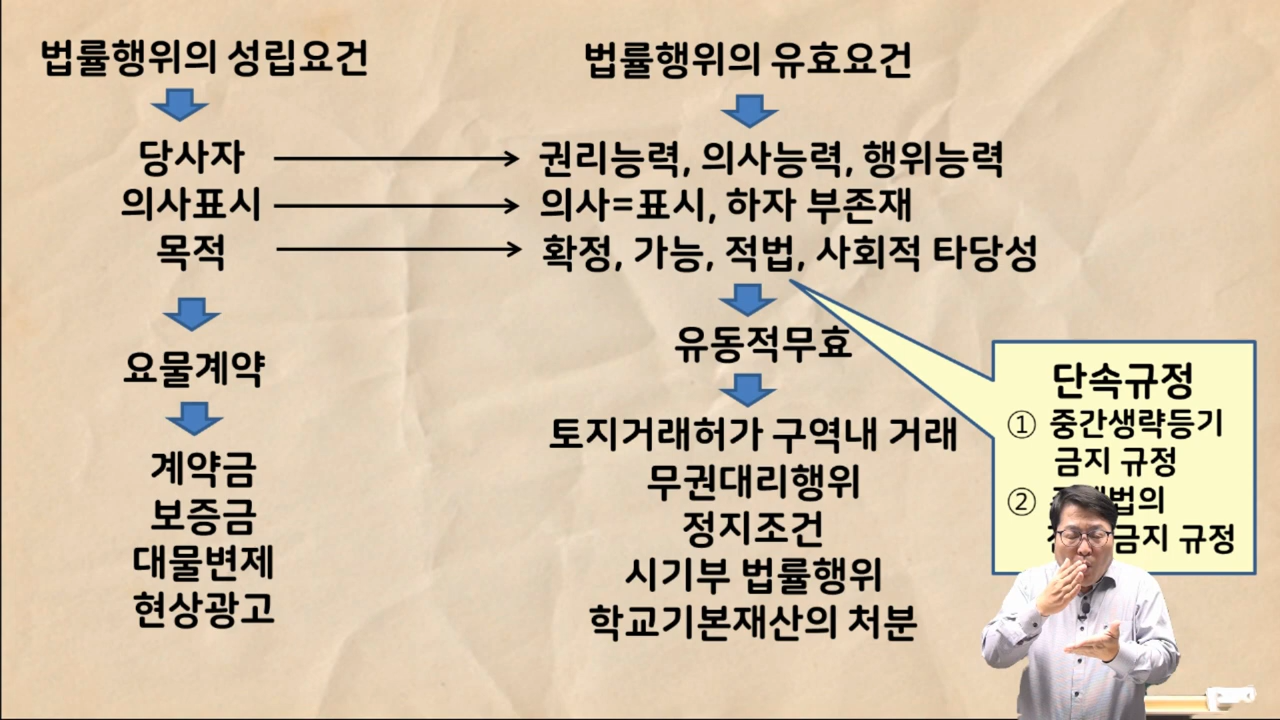 법률행위의 성립요건
당사자
의사표시
목적
요물계약
계약금
보증금
대물변제
현상광고
법률행위의 유효요건
권리능력, 의사능력, 행위능력
의사=표시, 하자 부존재
확정, 가능, 적법, 사회적 타당성
유동적무효
토지거래허가 구역내 거래
무권대리행위
정지조건
시기부 법률행위
학교기본재산의 처분
단속규정
① 중간생략등기
금지 규정
②
금지 규정